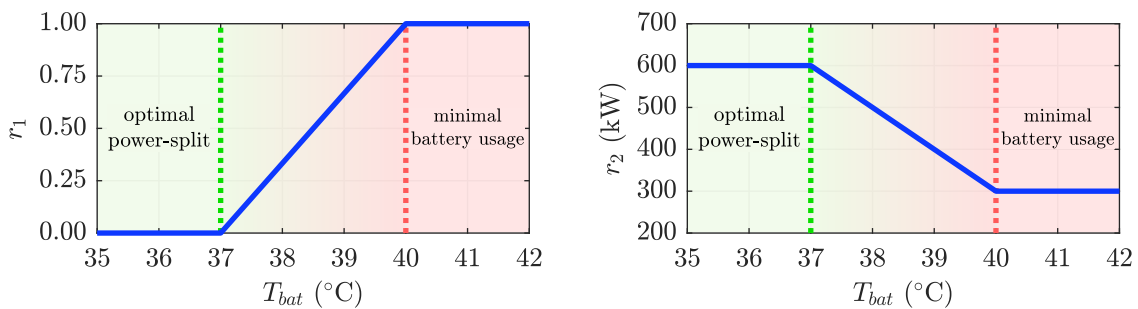 1.00
0.75
0.50
0.25
0.00
r₁
optimal
power-split
minimal
battery usage
35 36 37 38 39 40 41 42
T_bat (°C)
700
600
500
400
300
200
r₂ (kW)
optimal
power-split
minimal
battery usage
35 36 37 38 39 40 41 42
T_bat (°C)